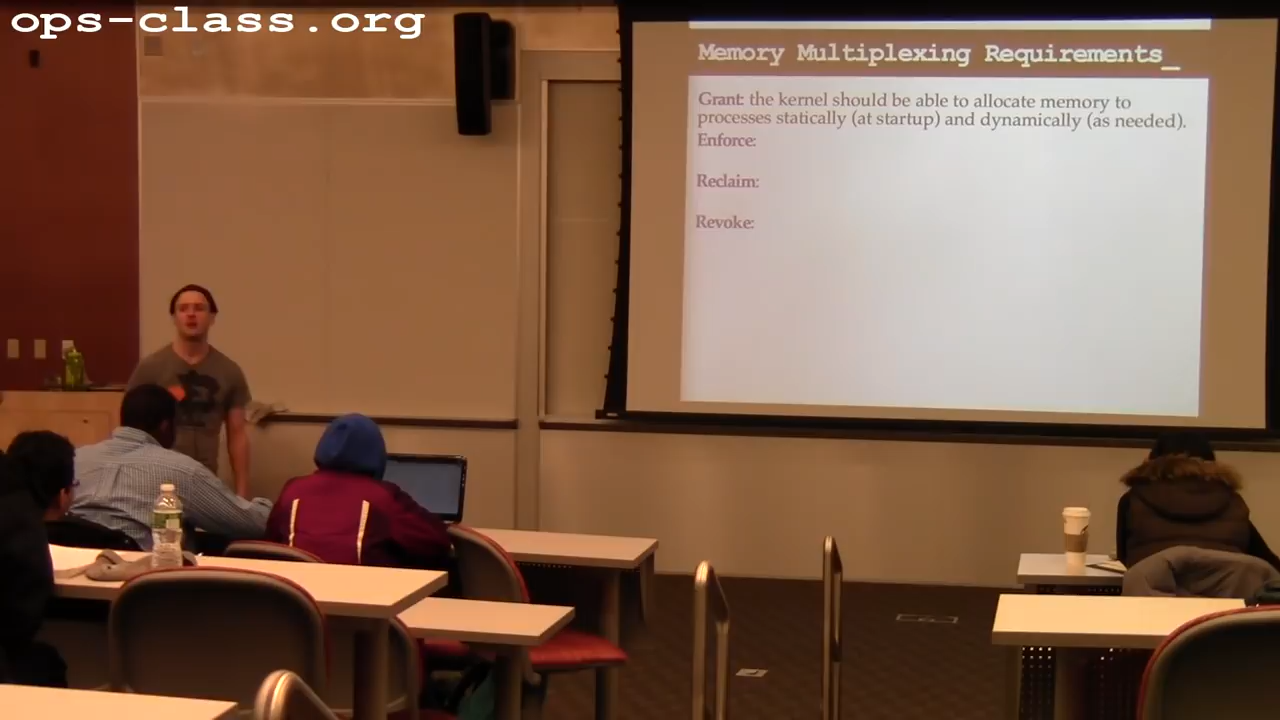 ops-class.org
Memory Multiplexing Requirements_
Grant: the kernel should be able to allocate memory to
processes statically (at startup) and dynamically (as needed).
Enforce:
Reclaim:
Revoke: